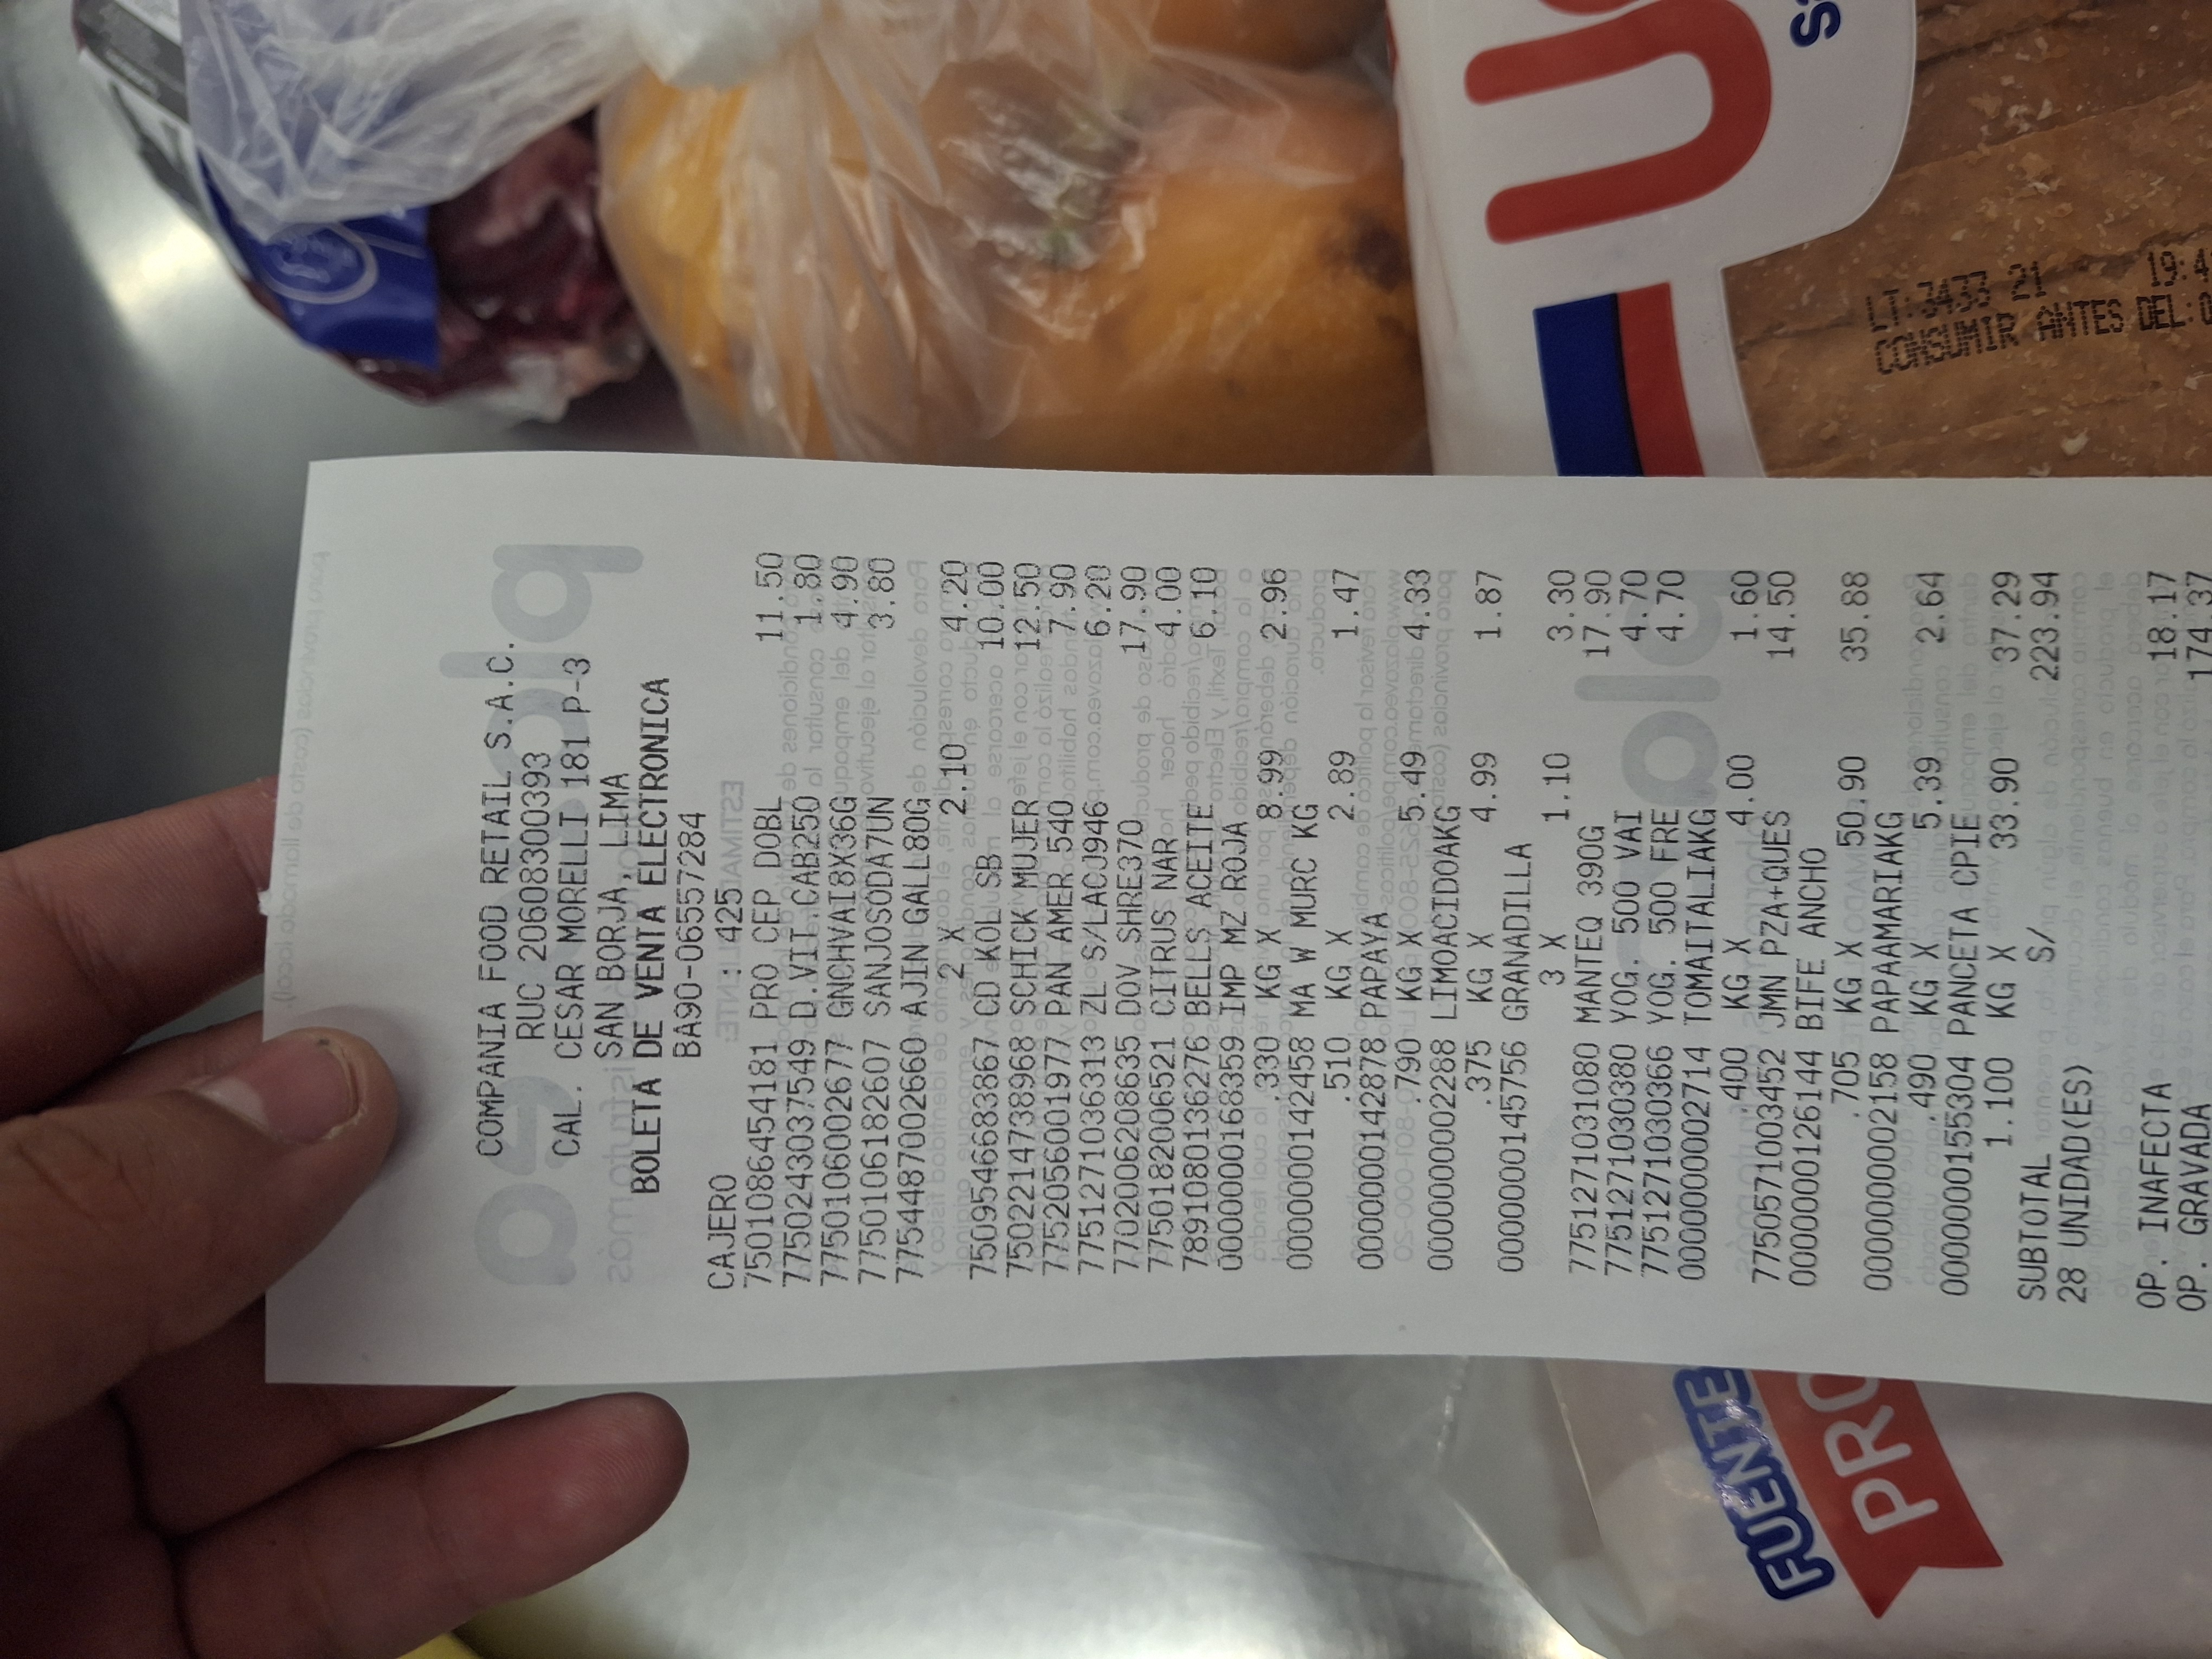 para provincias (costo de llamada local).
COMPANIA FOOD RETAIL S.A.C.
RUC 20608300393
CAL. CESAR MORELLI 181 P-3
SAN BORJA, LIMA
BOLETA DE VENTA ELECTRONICA
BA90-06557284
CAJERO : 425
7501086454181 PRO CEP DOBL 11.50
7750243037549 D.VIT.CAB250 1.80
7750106002677 GNCHVAI8X36G 4.90
7750106182607 SANJOSODA7UN 3.80
7754487002660 AJIN GALL80G
2 X 2.10 4.20
7509546683867 CD KOL SB 10.00
7502214738968 SCHICK MUJER 12.50
7752056001977 PAN AMER 540 7.90
7751271036313 ZL S/LACJ946 6.20
7702006208635 DOV SHRE370 17.90
7750182006521 CITRUS NAR 4.00
7891080136276 BELLS ACEITE 6.10
0000000168359 IMP MZ ROJA
.330 KG X 8.99 2.96
0000000142458 MA W MURC KG
.510 KG X 2.89 1.47
0000000142878 PAPAYA
.790 KG X 5.49 4.33
0000000002288 LIMOACIDOAKG
.375 KG X 4.99 1.87
0000000145756 GRANADILLA
3 X 1.10 3.30
7751271031080 MANTEQ 390G 17.90
7751271030380 YOG. 500 VAI 4.70
7751271030366 YOG. 500 FRE 4.70
0000000002714 TOMAITALIAKG
.400 KG X 4.00 1.60
7750571003452 JMN PZA+QUES 14.50
0000000126144 BIFE ANCHO
.705 KG X 50.90 35.88
0000000002158 PAPAAMARIAKG
.490 KG X 5.39 2.64
0000000155304 PANCETA CPIE
1.100 KG X 33.90 37.29
SUBTOTAL S/ 223.94
28 UNIDAD(ES)
OP. INAFECTA 18.17
OP. GRAVADA 174.37
FUENTE
PRO
CONSUMIR ANTES DEL: